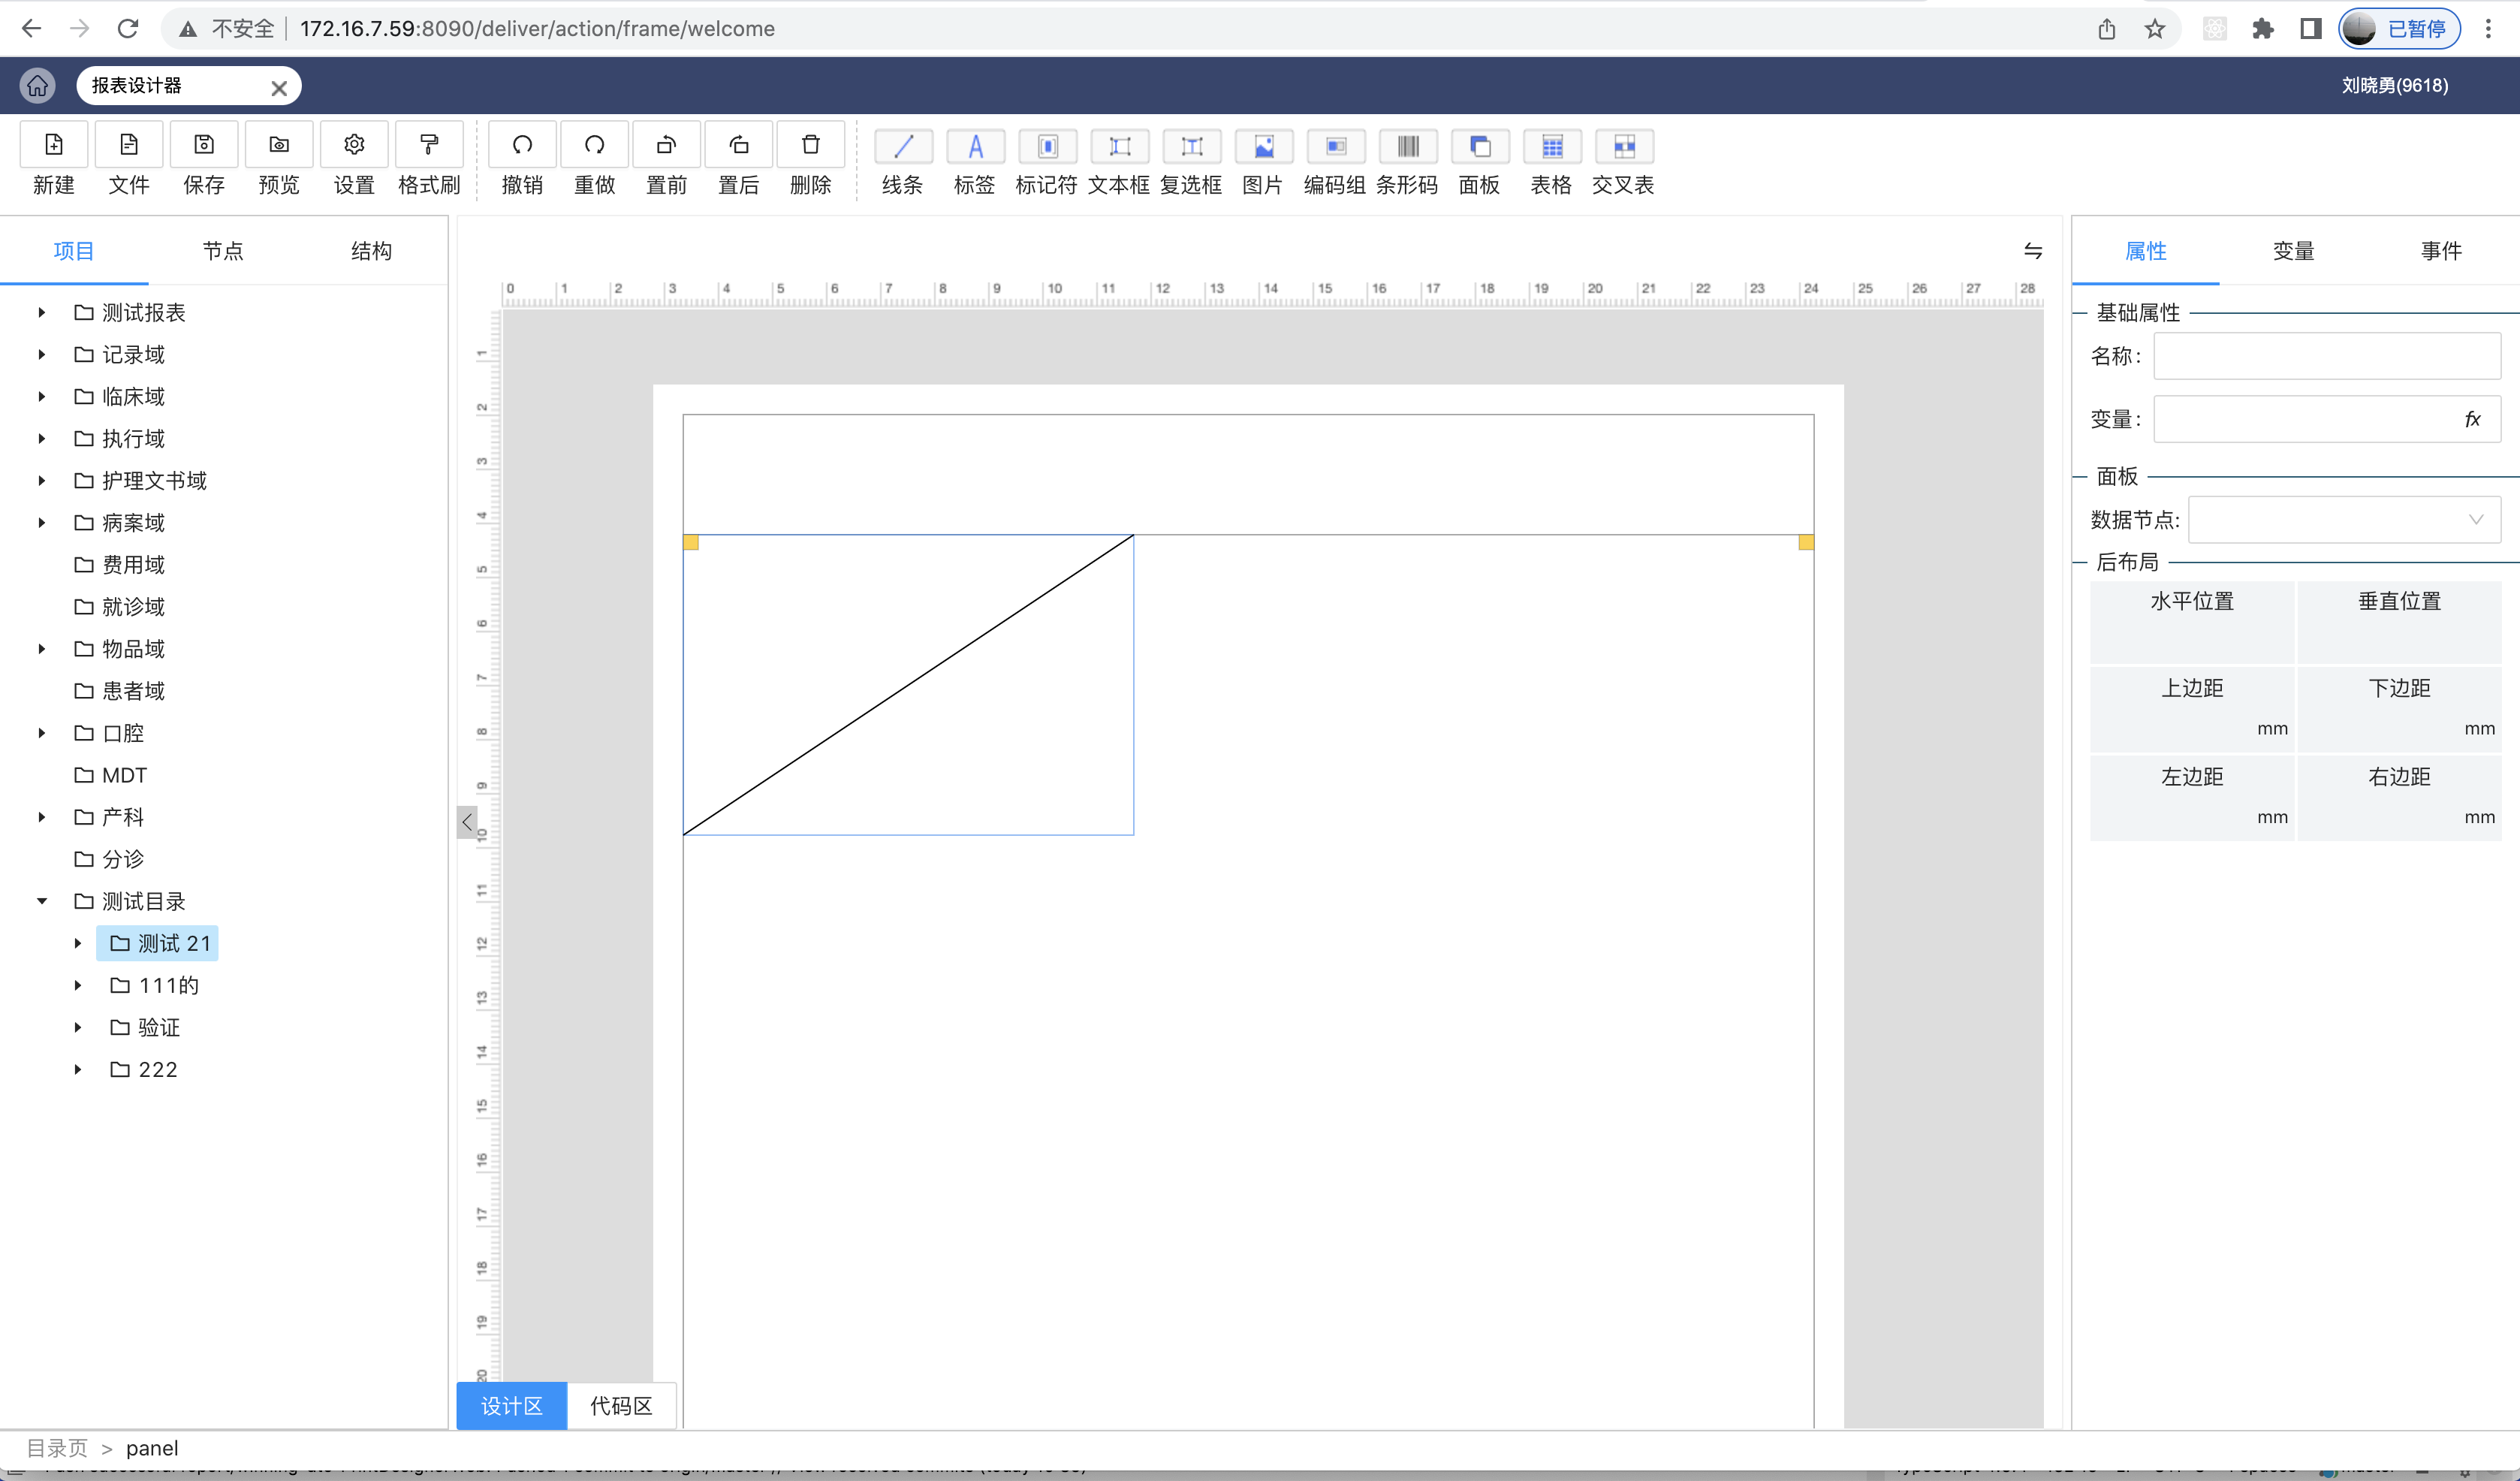 不安全 172.16.7.59:8090/deliver/action/frame/welcome 已暂停
报表设计器 刘晓勇(9618)
新建 文件 保存 预览 设置 格式刷 撤销 重做 置前 置后 删除 线条 标签 标记符 文本框 复选框 图片 编码组 条形码 面板 表格 交叉表
项目 节点 结构
属性 变量 事件
0 1 2 3 4 5 6 7 8 9 10 11 12 13 14 15 16 17 18 19 20 21 22 23 24 25 26 27 28
1 2 3 4 5 6 7 8 9 10 11 12 13 14 15 16 17 18 19 20
测试报表
记录域
临床域
执行域
护理文书域
病案域
费用域
就诊域
物品域
患者域
口腔
MDT
产科
分诊
测试目录
测试 21
111的
验证
222
基础属性
名称:
变量: fx
面板
数据节点:
后布局
水平位置 垂直位置
上边距 下边距
mm mm
左边距 右边距
mm mm
设计区 代码区
目录页 > panel